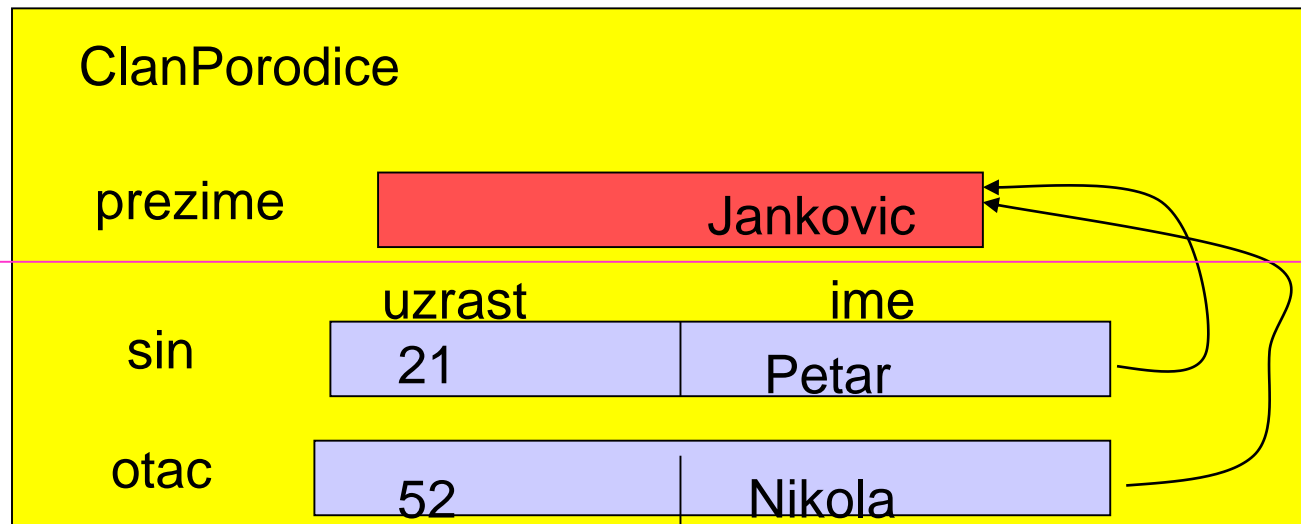 ClanPorodice
prezime Jankovic
uzrast ime
sin 21 Petar
otac 52 Nikola